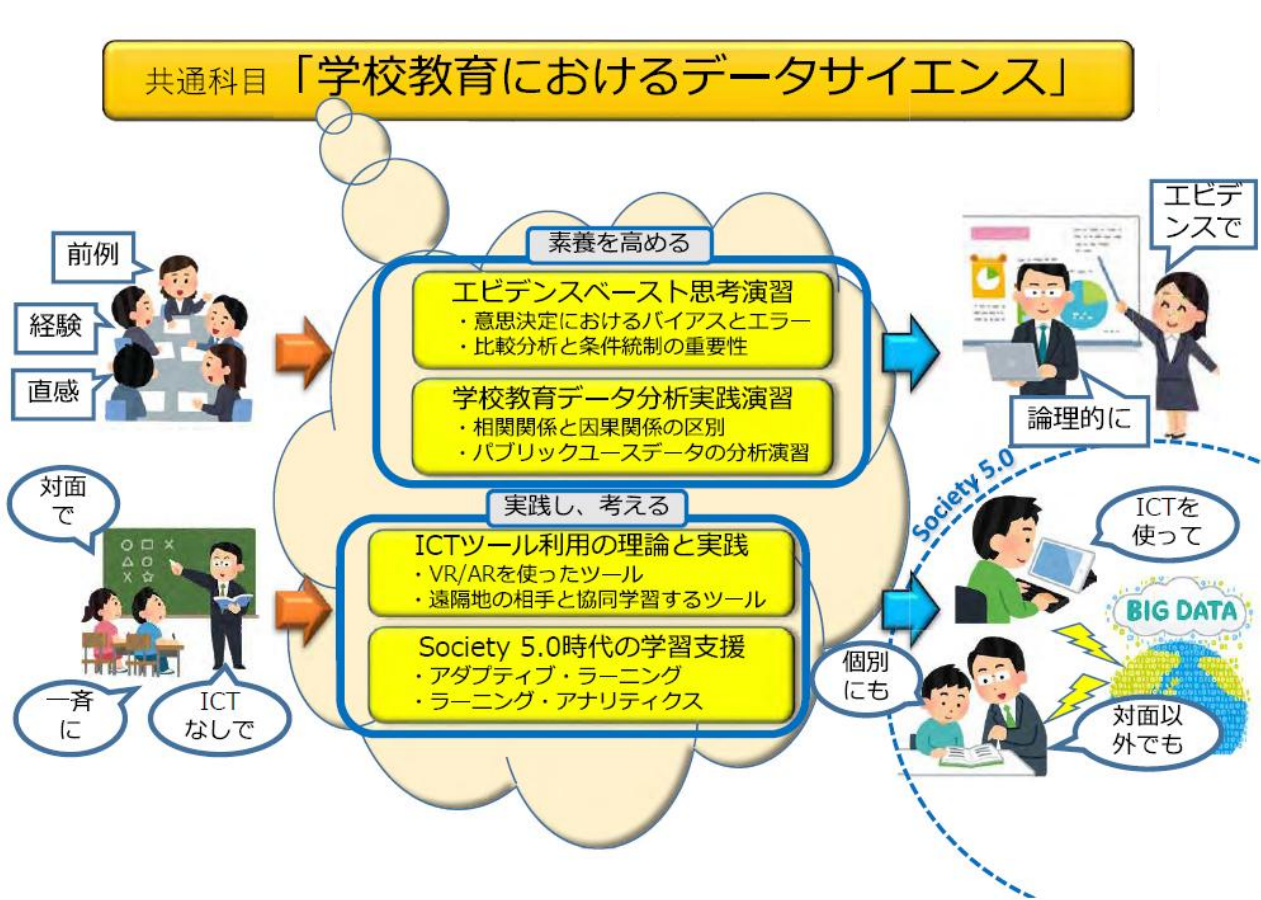 共通科目「学校教育におけるデータサイエンス」
前例
経験
直感
素養を高める
エビデンスベースト思考演習
・意思決定におけるバイアスとエラー
・比較分析と条件統制の重要性
学校教育データ分析実践演習
・相関関係と因果関係の区別
・パブリックユースデータの分析演習
エビデ
ンスで
論理的に
対面
で
一斉
に
ICT
なしで
実践し、考える
ICTツール利用の理論と実践
・VR/ARを使ったツール
・遠隔地の相手と協同学習するツール
Society 5.0時代の学習支援
・アダプティブ・ラーニング
・ラーニング・アナリティクス
Society 5.0
ICTを
使って
BIG DATA
個別
にも
対面以
外でも